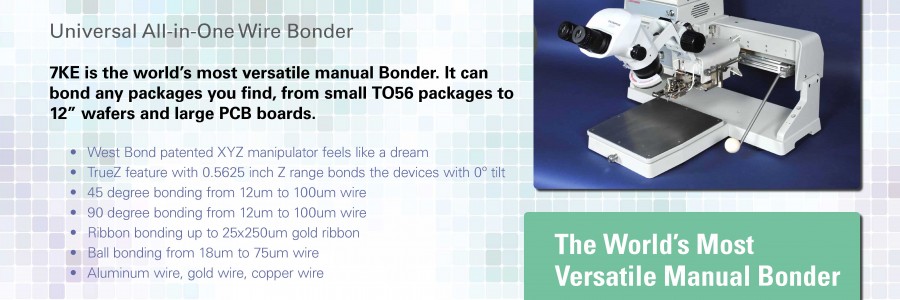 Universal All-in-One Wire Bonder
7KE is the world's most versatile manual Bonder. It can
bond any packages you find, from small TO56 packages to
12” wafers and large PCB boards.
• West Bond patented XYZ manipulator feels like a dream
• TrueZ feature with 0.5625 inch Z range bonds the devices with 0° tilt
• 45 degree bonding from 12um to 100um wire
• 90 degree bonding from 12um to 100um wire
• Ribbon bonding up to 25x250um gold ribbon
• Ball bonding from 18um to 75um wire
• Aluminum wire, gold wire, copper wire
The World's Most
Versatile Manual Bonder